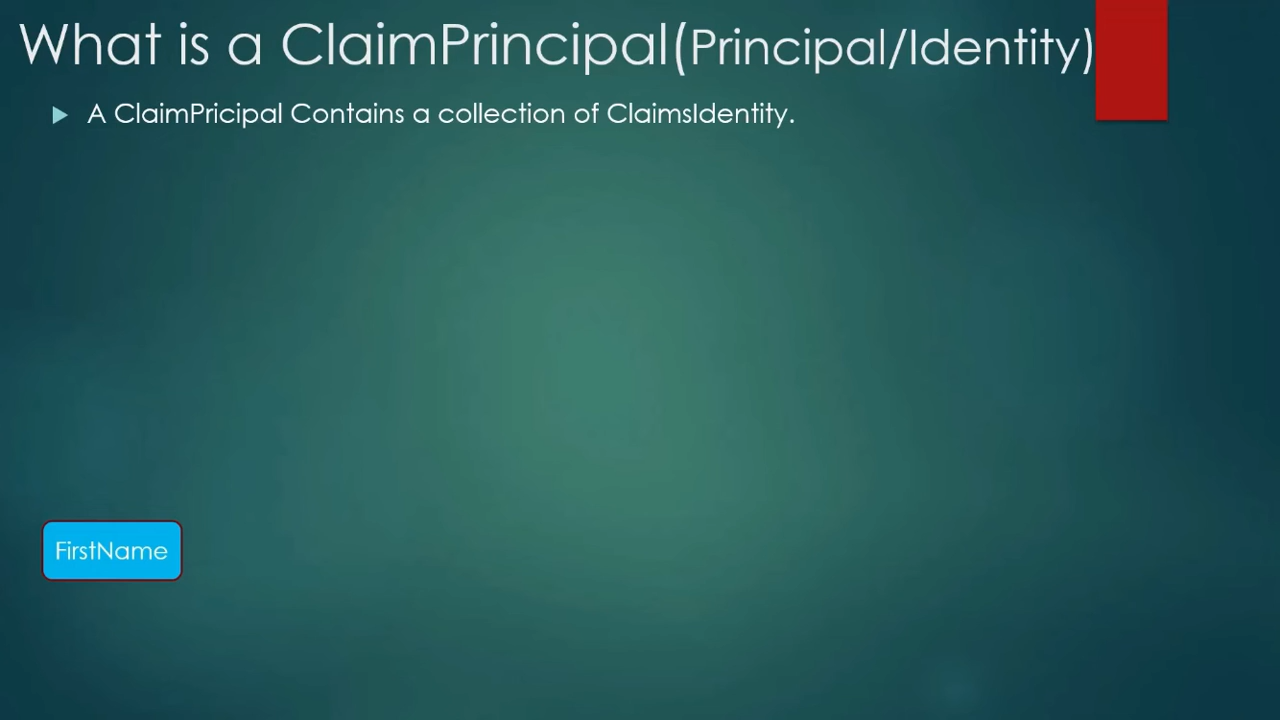 What is a ClaimPrincipal(Principal/Identity)
A ClaimPricipal Contains a collection of ClaimsIdentity.
FirstName